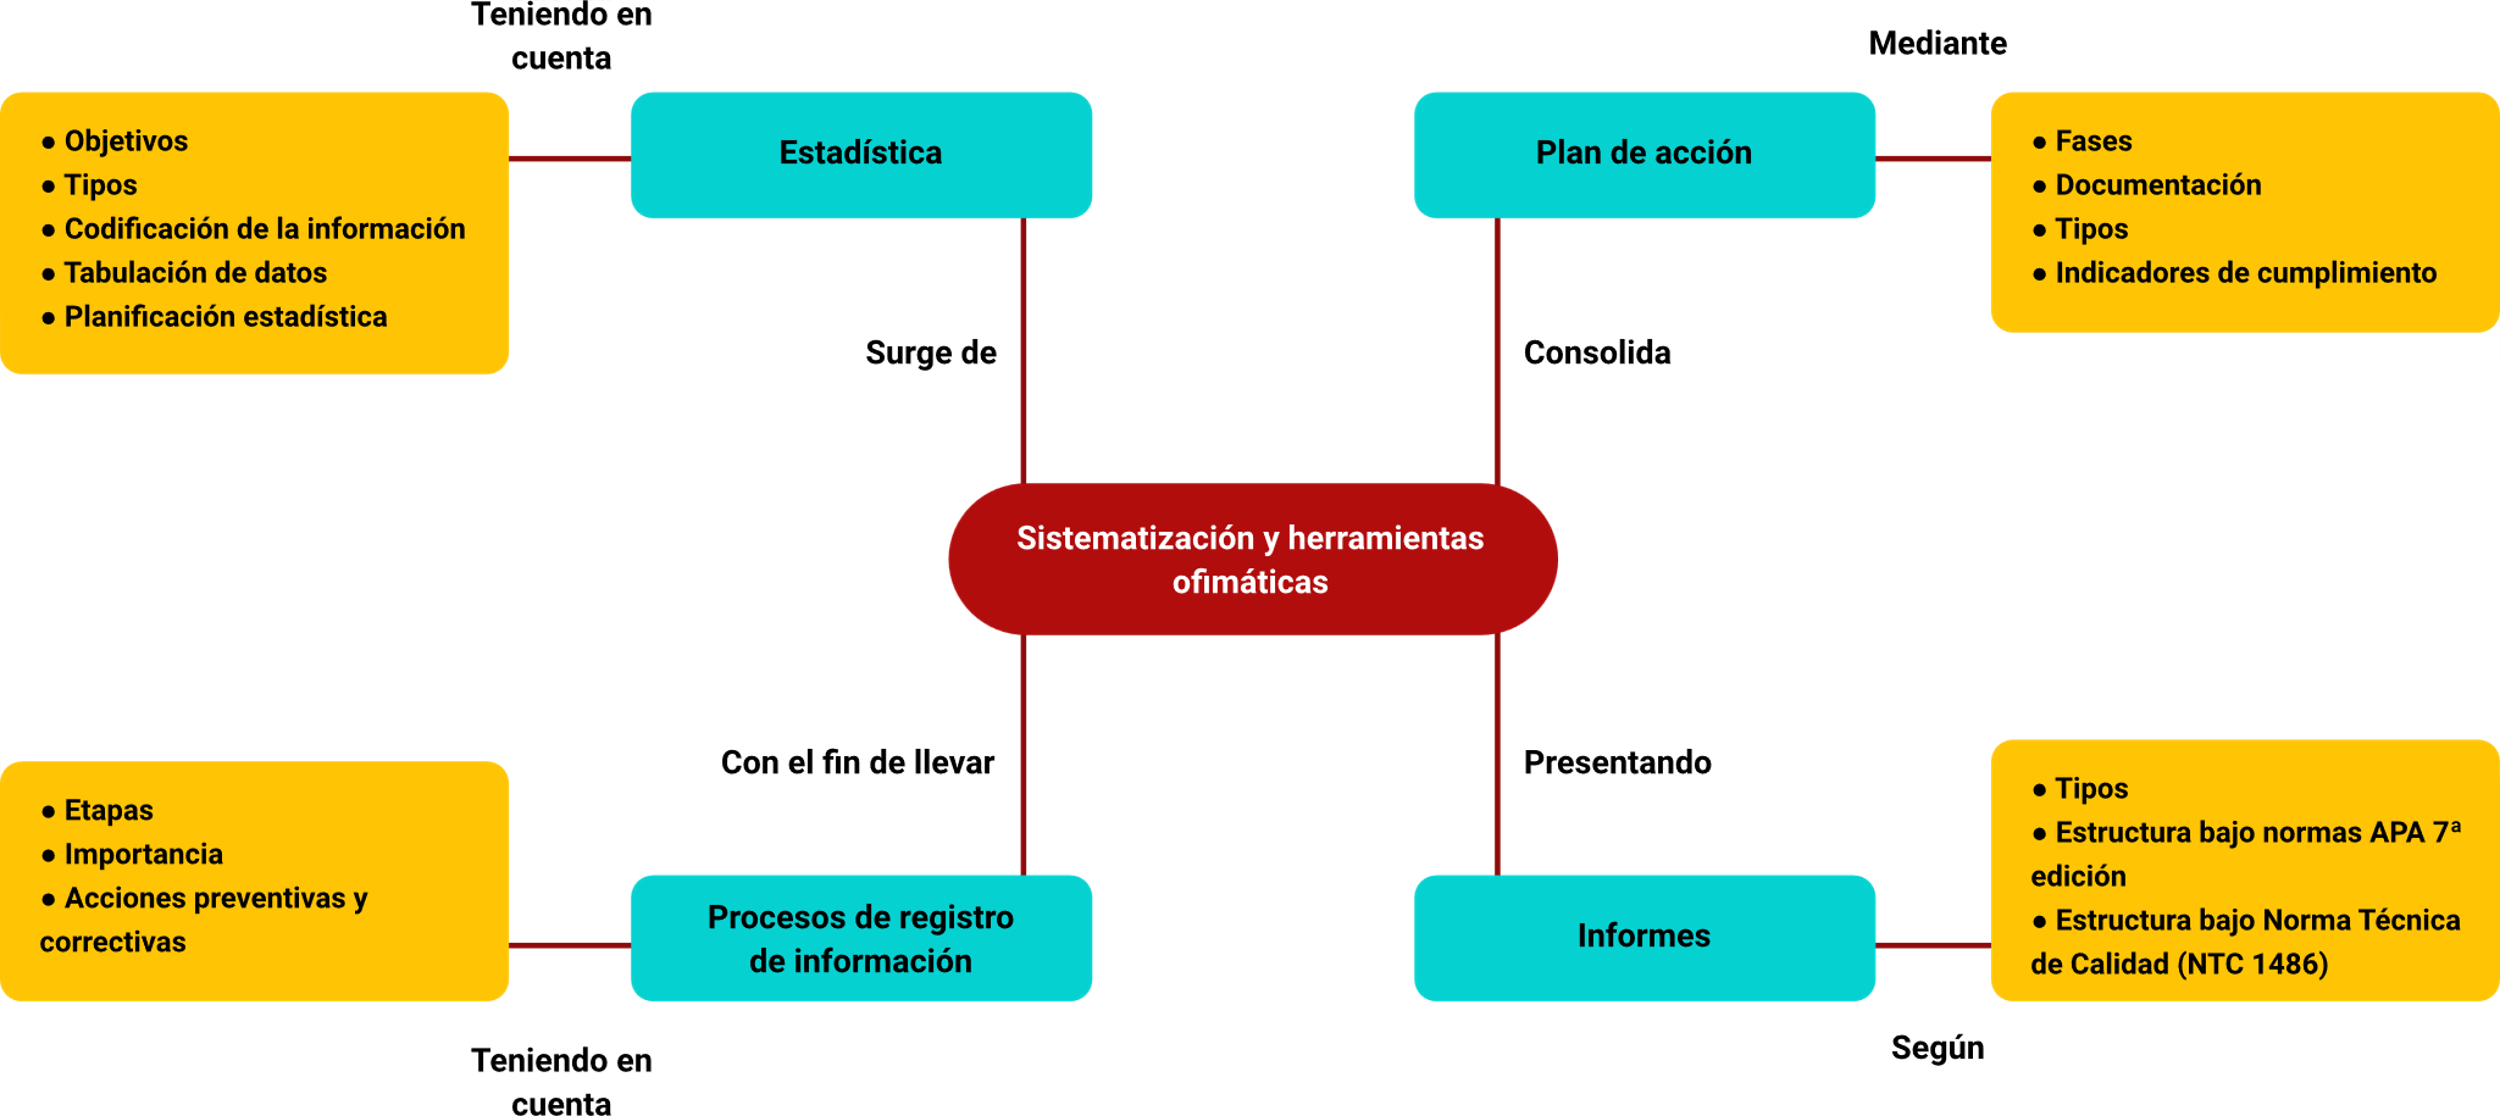 Teniendo en
cuenta
● Objetivos
● Tipos
● Codificación de la información
● Tabulación de datos
● Planificación estadística
Estadística
Surge de
Mediante
Plan de acción
● Fases
● Documentación
● Tipos
● Indicadores de cumplimiento
Consolida
Sistematización y herramientas
ofimáticas
Con el fin de llevar
● Etapas
● Importancia
● Acciones preventivas y
correctivas
Procesos de registro
de información
Teniendo en
cuenta
Presentando
Informes
● Tipos
● Estructura bajo normas APA 7ª
edición
● Estructura bajo Norma Técnica
de Calidad (NTC 1486)
Según